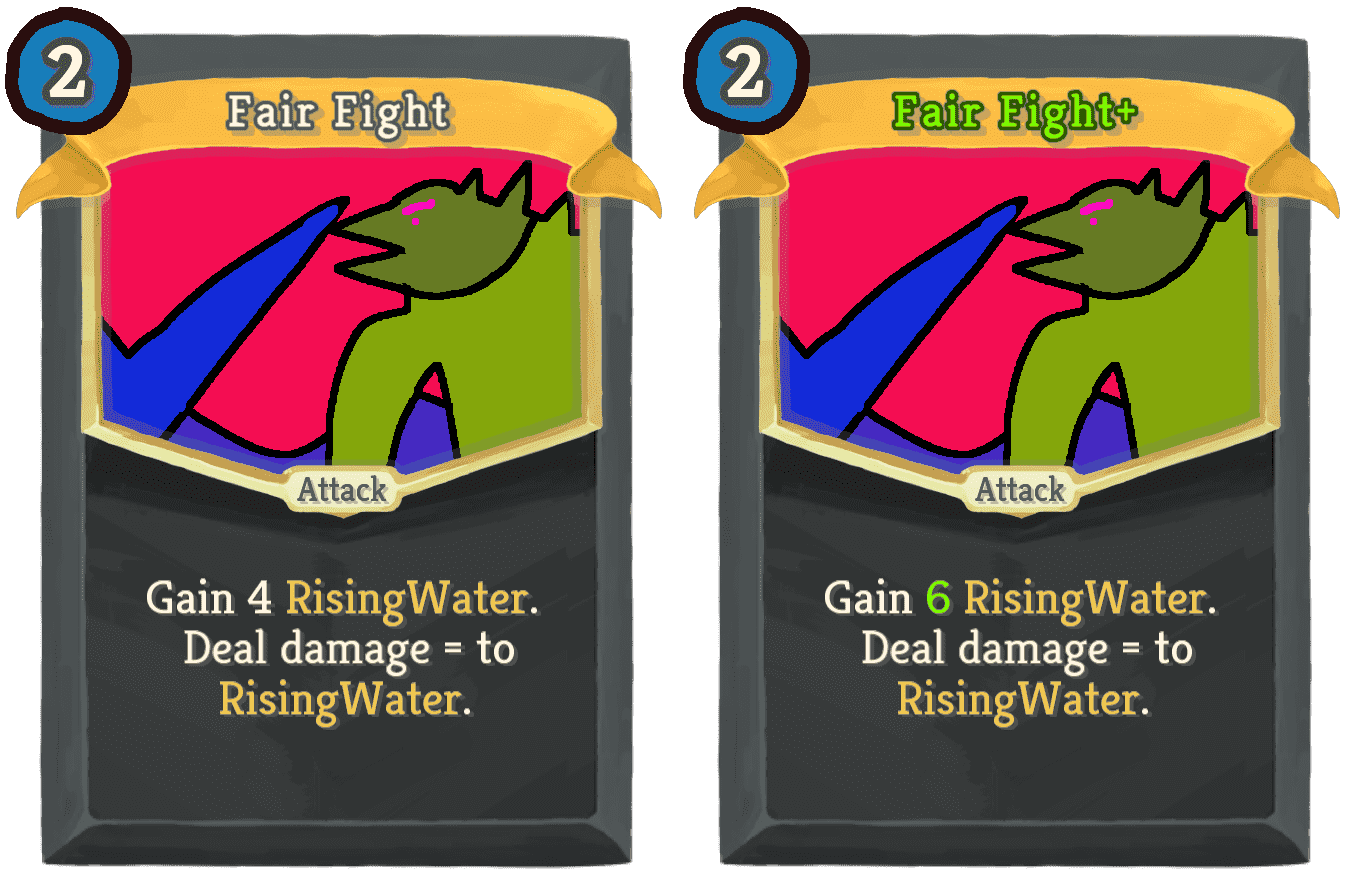 2
Fair Fight
Attack
Gain 4 RisingWater.
Deal damage = to
RisingWater.
2
Fair Fight+
Attack
Gain 6 RisingWater.
Deal damage = to
RisingWater.